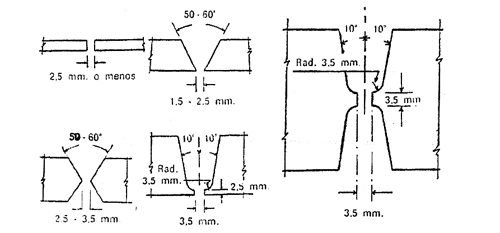 2,5 mm. o menos
50 - 60°
1.5 - 2.5 mm.
50 - 60°
2.5 - 3,5 mm.
10° 10°
Rad.
3.5 mm.
2,5 mm.
3.5 mm.
10° 10°
Rad. 3.5 mm.
3,5 mm
3.5 mm.